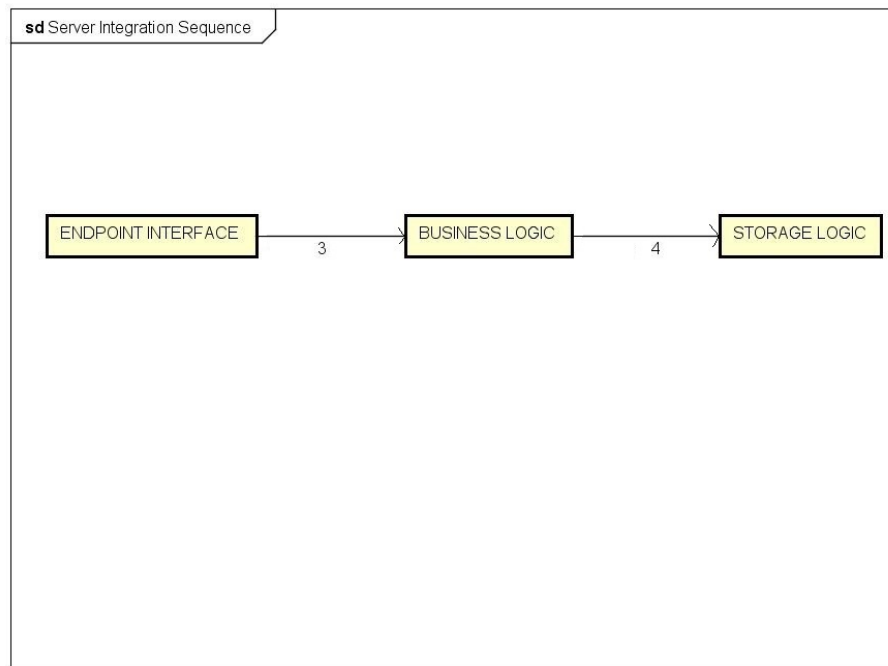 sd Server Integration Sequence
ENDPOINT INTERFACE
BUSINESS LOGIC
STORAGE LOGIC
3
4